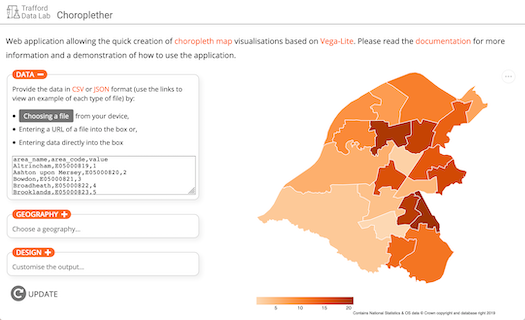 Trafford
Data Lab
Choroplether
Web application allowing the quick creation of choropleth map visualisations based on Vega-Lite. Please read the documentation for more
information and a demonstration of how to use the application.
DATA
Provide the data in CSV or JSON format (use the links to
view an example of each type of file) by:
Choosing a file from your device,
Entering a URL of a file into the box or,
Entering data directly into the box
area_name,area_code,value
Altrincham,E05000819,1
Ashton upon Mersey,E05000820,2
Bowdon,E05000821,3
Broadheath,E05000822,4
Brooklands,E05000823,5
GEOGRAPHY +
Choose a geography...
DESIGN +
Customise the output...
UPDATE
5 10 15 20
Contains National Statistics & OS data © Crown copyright and database right 2019